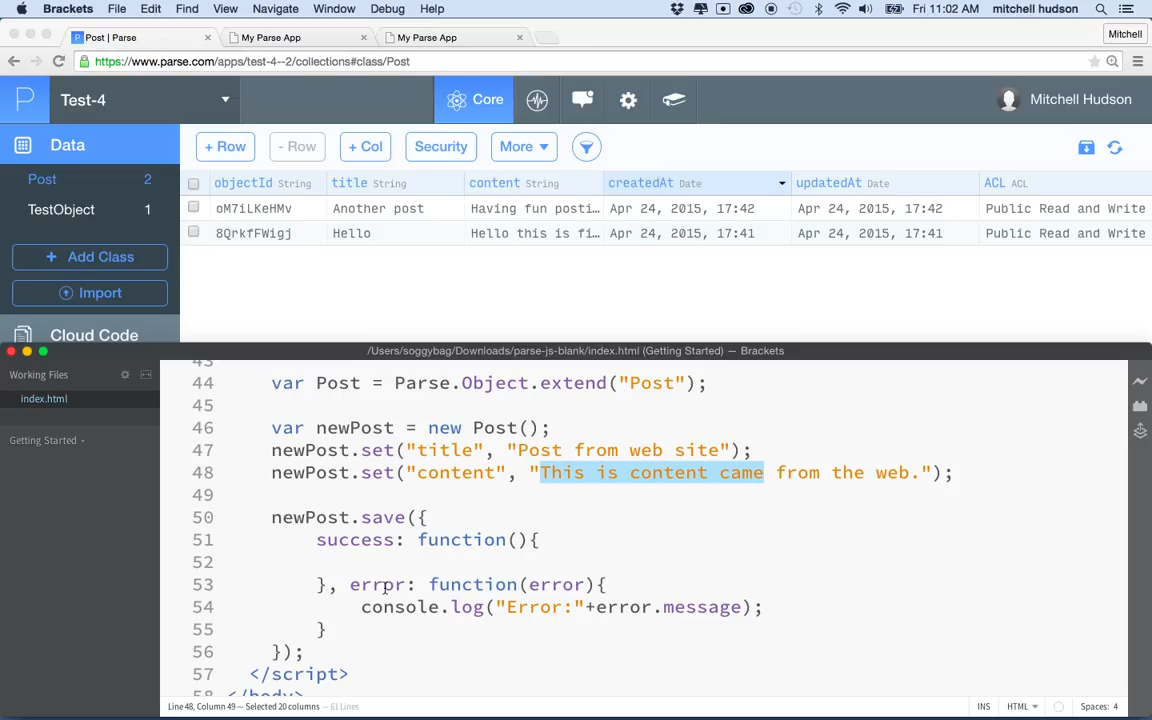 Brackets File Edit Find View Navigate Window Debug Help Fri 11:02 AM mitchell hudson
Post | Parse × My Parse App × My Parse App × Mitchell
https://www.parse.com/apps/test-4--2/collections#class/Post
P Test-4 Core Mitchell Hudson
Data + Row - Row + Col Security More
objectId String title String content String createdAt Date updatedAt Date ACL ACL
Post 2
oM7iLKeHMv Another post Having fun posti… Apr 24, 2015, 17:42 Apr 24, 2015, 17:42 Public Read and Write
TestObject 1
8QrkfFWigj Hello Hello this is fi… Apr 24, 2015, 17:41 Apr 24, 2015, 17:41 Public Read and Write
+ Add Class
Import
Cloud Code
/Users/soggybag/Downloads/parse-js-blank/index.html (Getting Started) — Brackets
Working Files
index.html
Getting Started
43
44 var Post = Parse.Object.extend("Post");
45
46 var newPost = new Post();
47 newPost.set("title", "Post from web site");
48 newPost.set("content", "This is content came from the web.");
49
50 newPost.save({
51 success: function(){
52
53 }, error: function(error){
54 console.log("Error:"+error.message);
55 }
56 });
57 </script>
58 </body>
Line 48, Column 49 — Selected 20 columns — 61 Lines INS HTML Spaces: 4